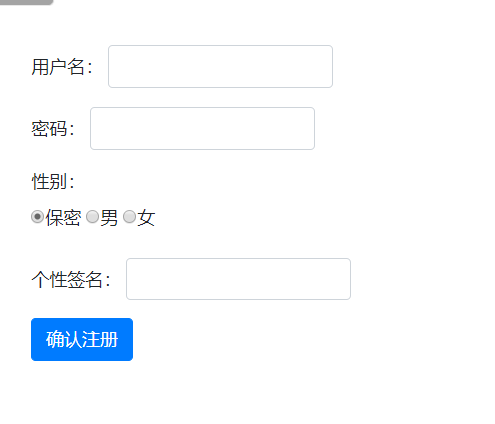 用户名：
密码：
性别：
保密 男 女
个性签名：
确认注册